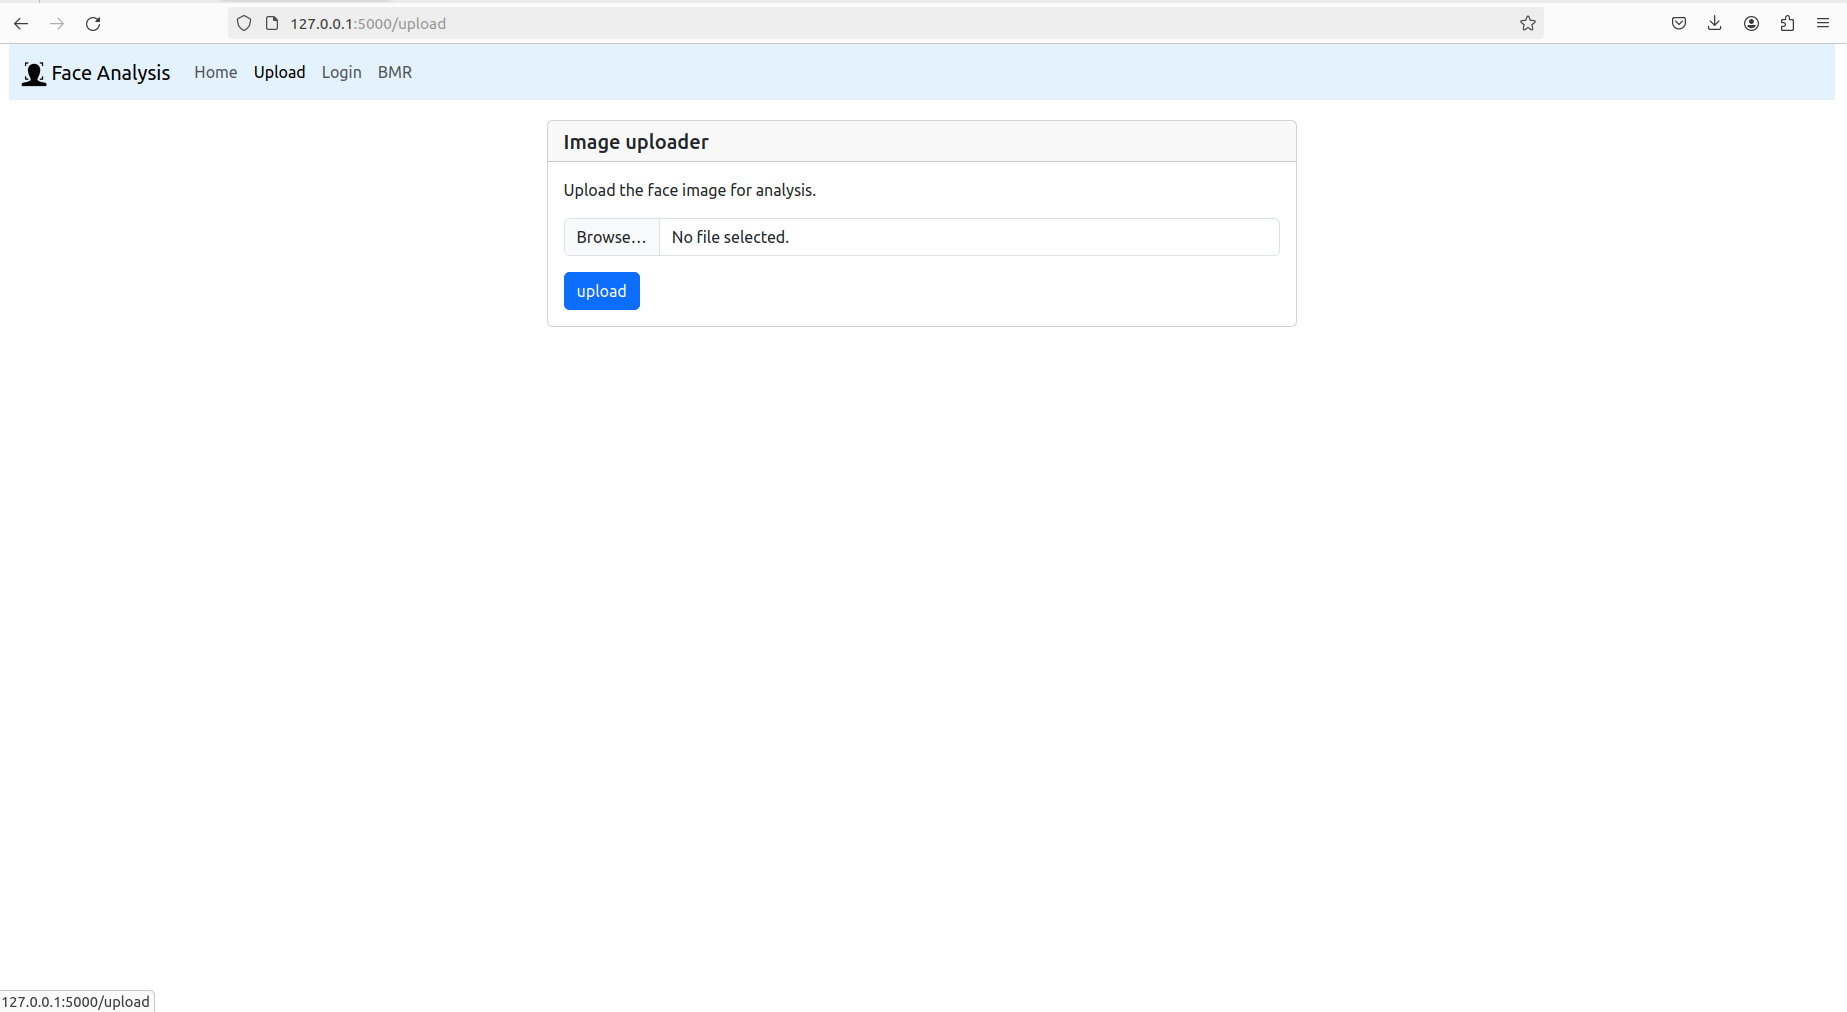 127.0.0.1:5000/upload
Face Analysis Home Upload Login BMR
Image uploader
Upload the face image for analysis.
Browse... No file selected.
upload
127.0.0.1:5000/upload